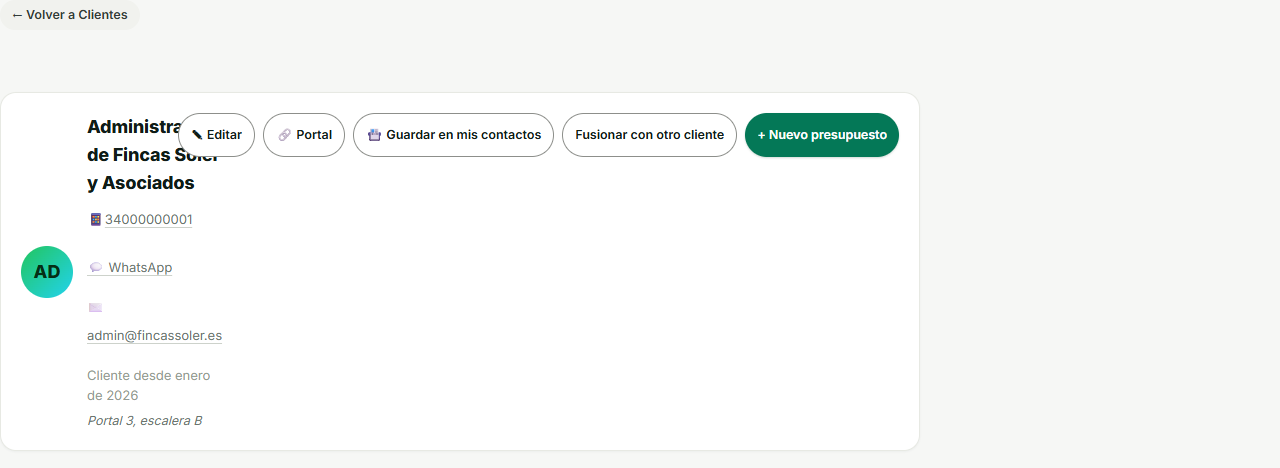 ← Volver a Clientes
Administra
de Fincas Soler
y Asociados
Editar
Portal
Guardar en mis contactos
Fusionar con otro cliente
+ Nuevo presupuesto
34000000001
AD
WhatsApp
admin@fincassoler.es
Cliente desde enero
de 2026
Portal 3, escalera B